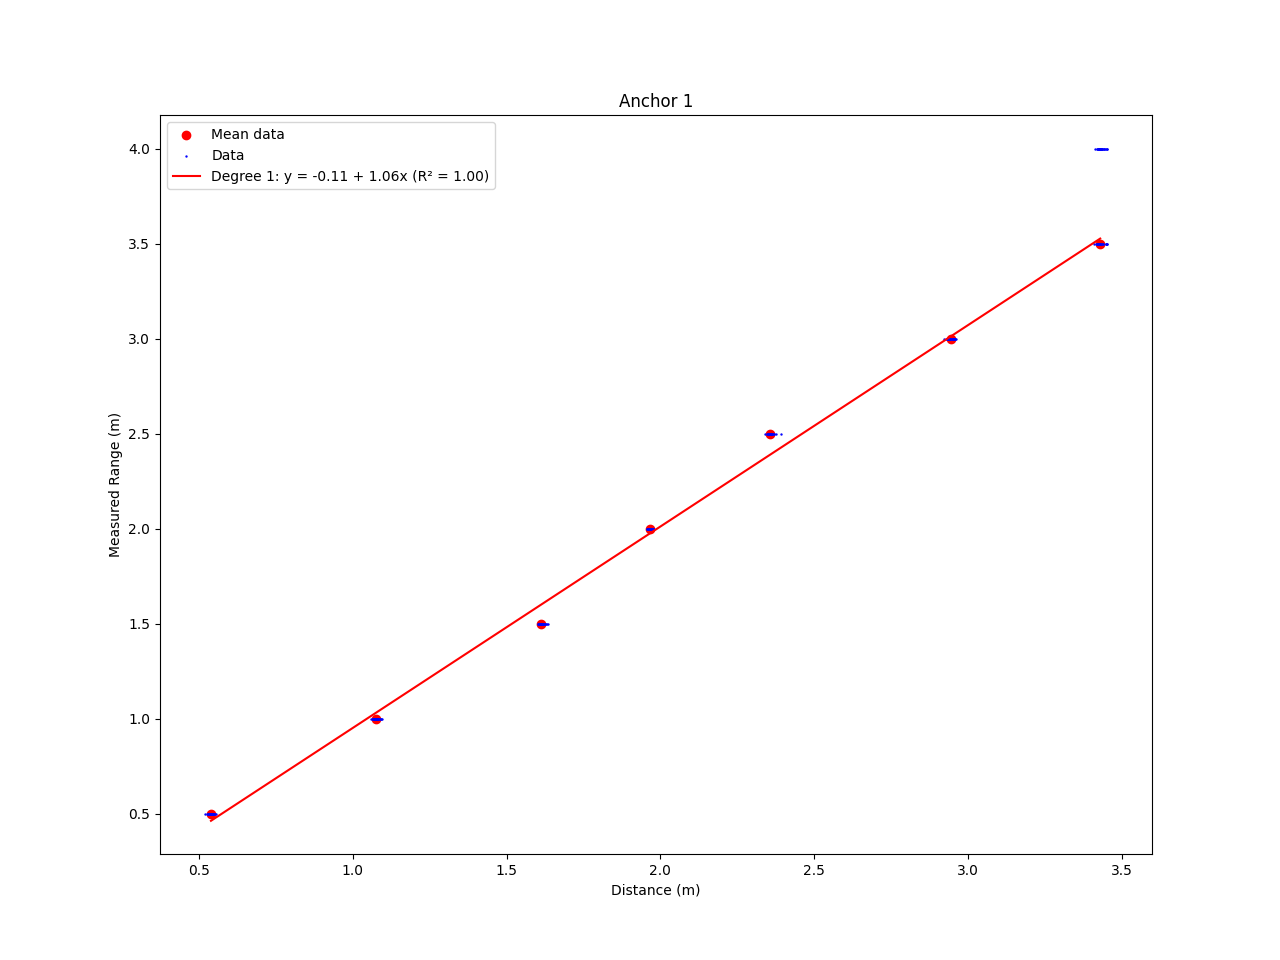 Anchor 1
Mean data
Data
Degree 1: y = -0.11 + 1.06x (R² = 1.00)
4.0
3.5
3.0
2.5
2.0
1.5
1.0
0.5
Measured Range (m)
0.5 1.0 1.5 2.0 2.5 3.0 3.5
Distance (m)